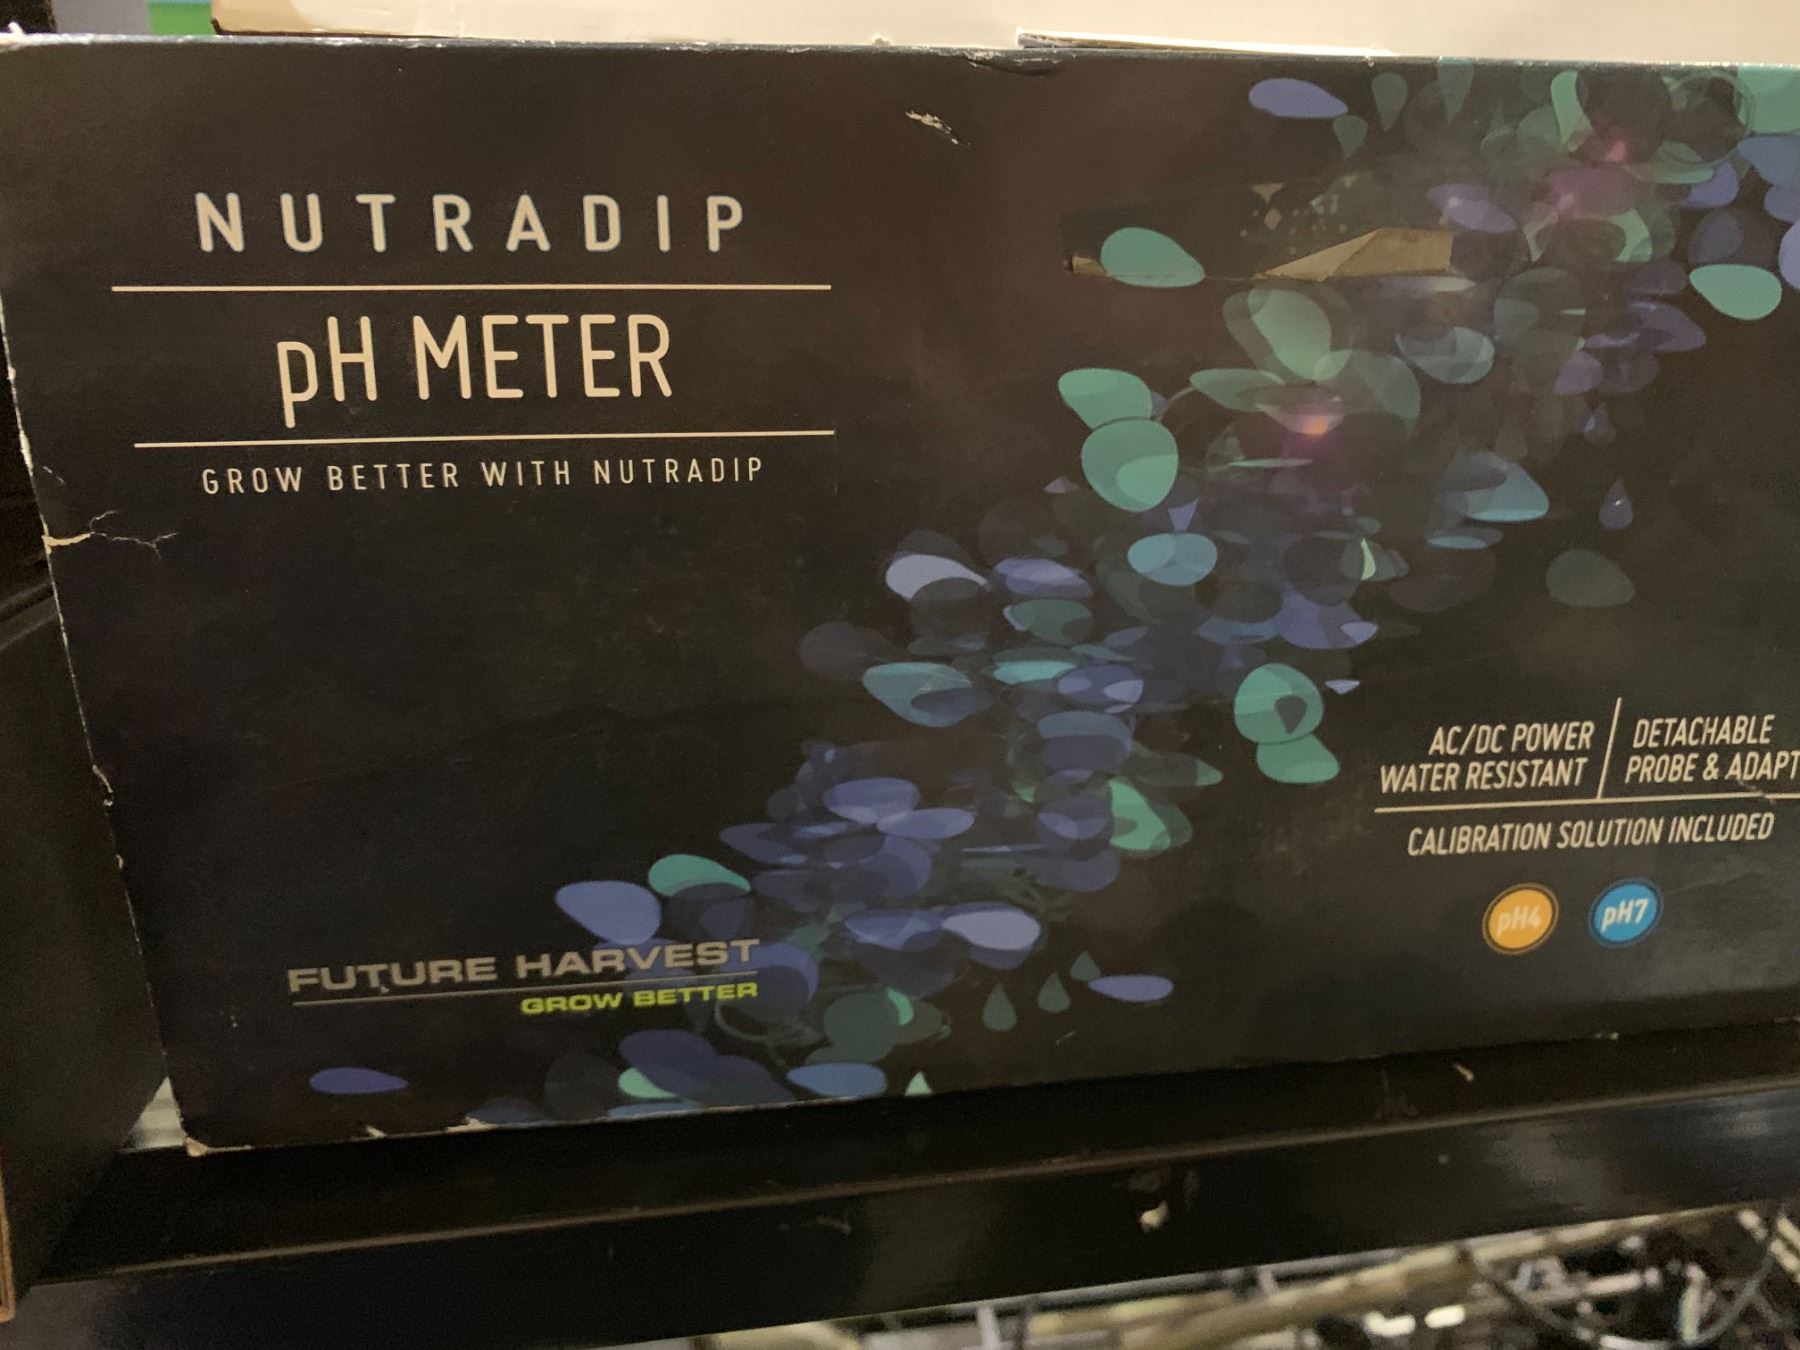 NUTRADIP
pH METER
GROW BETTER WITH NUTRADIP
AC/DC POWER
WATER RESISTANT
DETACHABLE
PROBE & ADAPT
CALIBRATION SOLUTION INCLUDED
pH4
pH7
FUTURE HARVEST
GROW BETTER